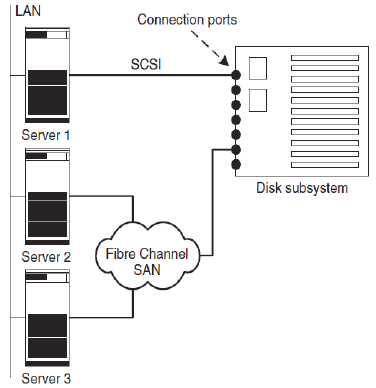 LAN
Connection ports
SCSI
Server 1
Disk subsystem
Server 2
Fibre Channel
SAN
Server 3